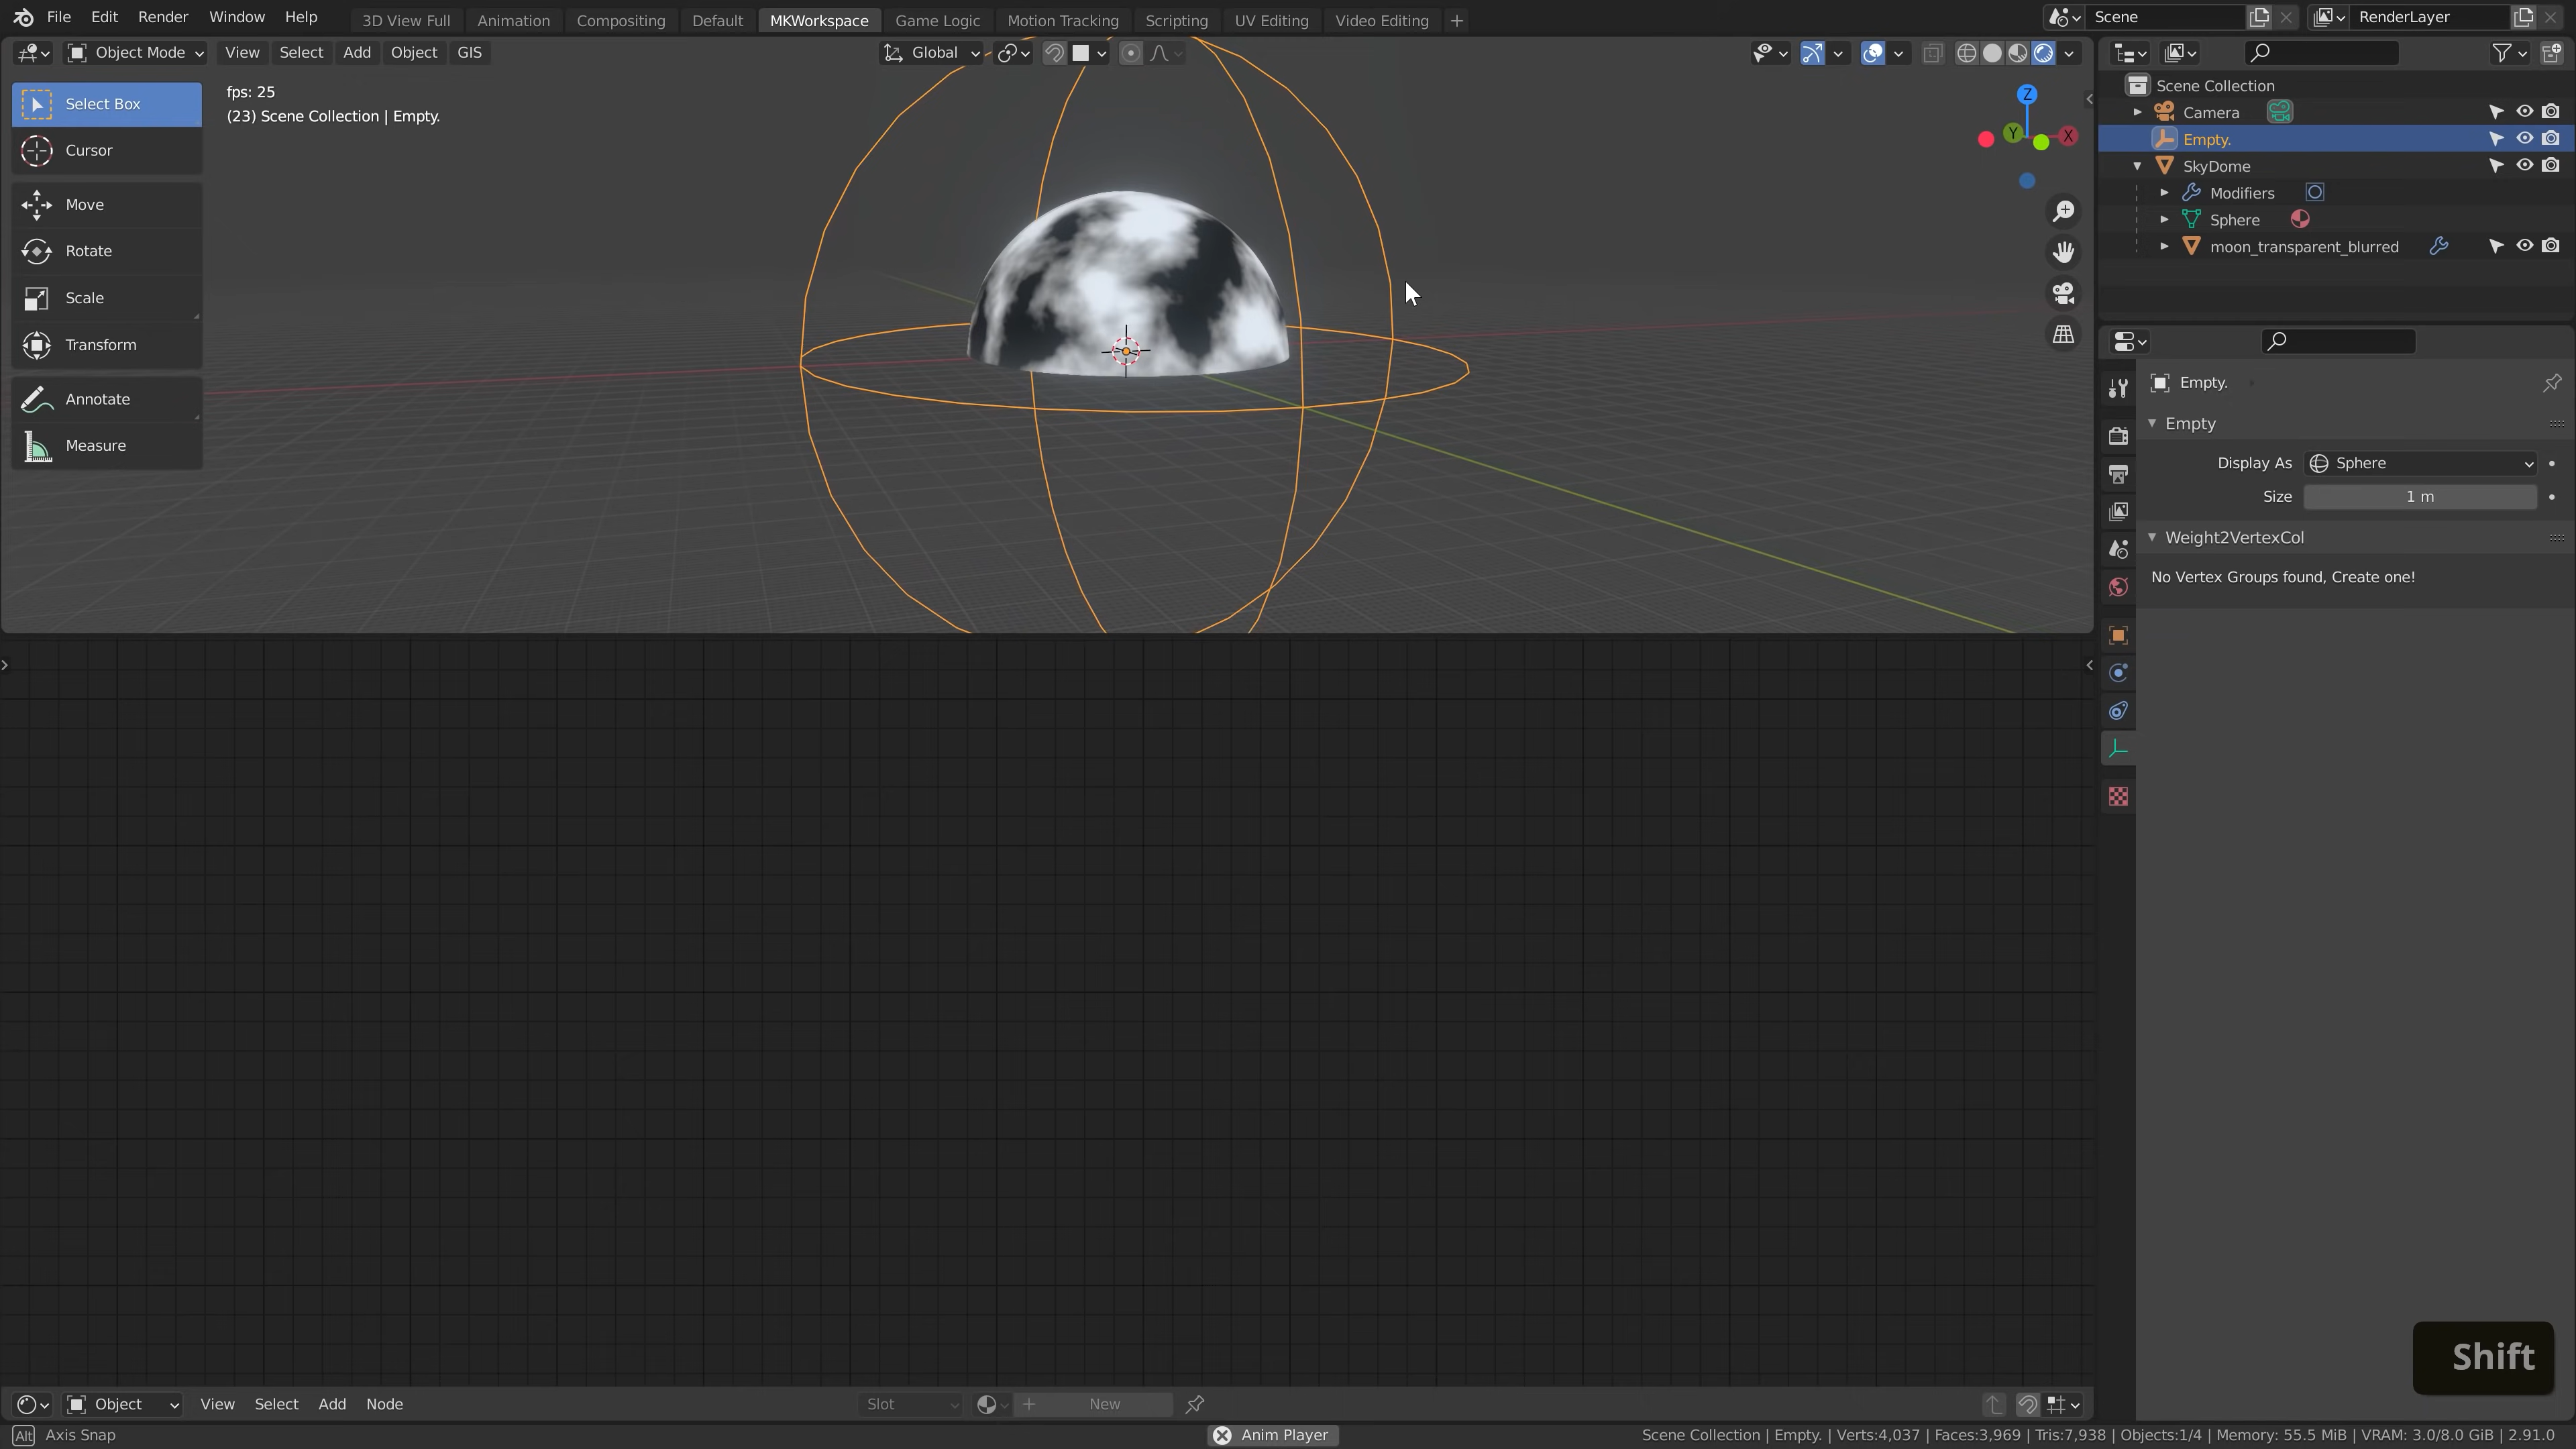 File Edit Render Window Help 3D View Full Animation Compositing Default MKWorkspace Game Logic Motion Tracking Scripting UV Editing Video Editing Scene RenderLayer
Object Mode View Select Add Object GIS Global
Select Box
Cursor
Move
Rotate
Scale
Transform
Annotate
Measure
fps: 25
(23) Scene Collection | Empty.
Z
Y
X
Scene Collection
Camera
Empty.
SkyDome
Modifiers
Sphere
moon_transparent_blurred
Empty.
Empty
Display As Sphere
Size 1 m
Weight2VertexCol
No Vertex Groups found, Create one!
Shift
Object View Select Add Node Slot New
Alt Axis Snap Anim Player Scene Collection | Empty. | Verts:4,037 | Faces:3,969 | Tris:7,938 | Objects:1/4 | Memory: 55.5 MiB | VRAM: 3.0/8.0 GiB | 2.91.0